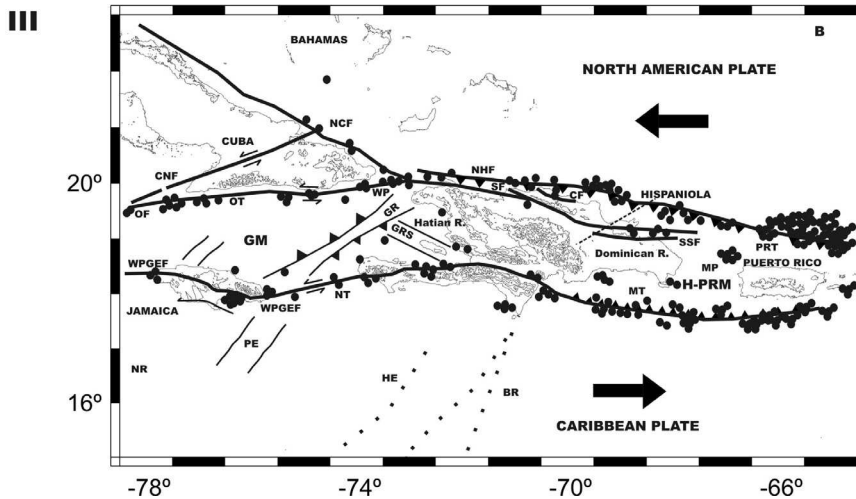 III
BAHAMAS
B
NORTH AMERICAN PLATE
NCF
CUBA
CNF
NHF
20º
WP
SF
CF
HISPANIOLA
OF
OT
GR
Hatian R.
GM
GRS
SSF
PRT
Dominican R.
WPGEF
MP
PUERTO RICO
H-PRM
MT
NT
WPGEF
JAMAICA
PE
NR
HE
BR
16º
CARIBBEAN PLATE
-78º
-74º
-70º
-66º